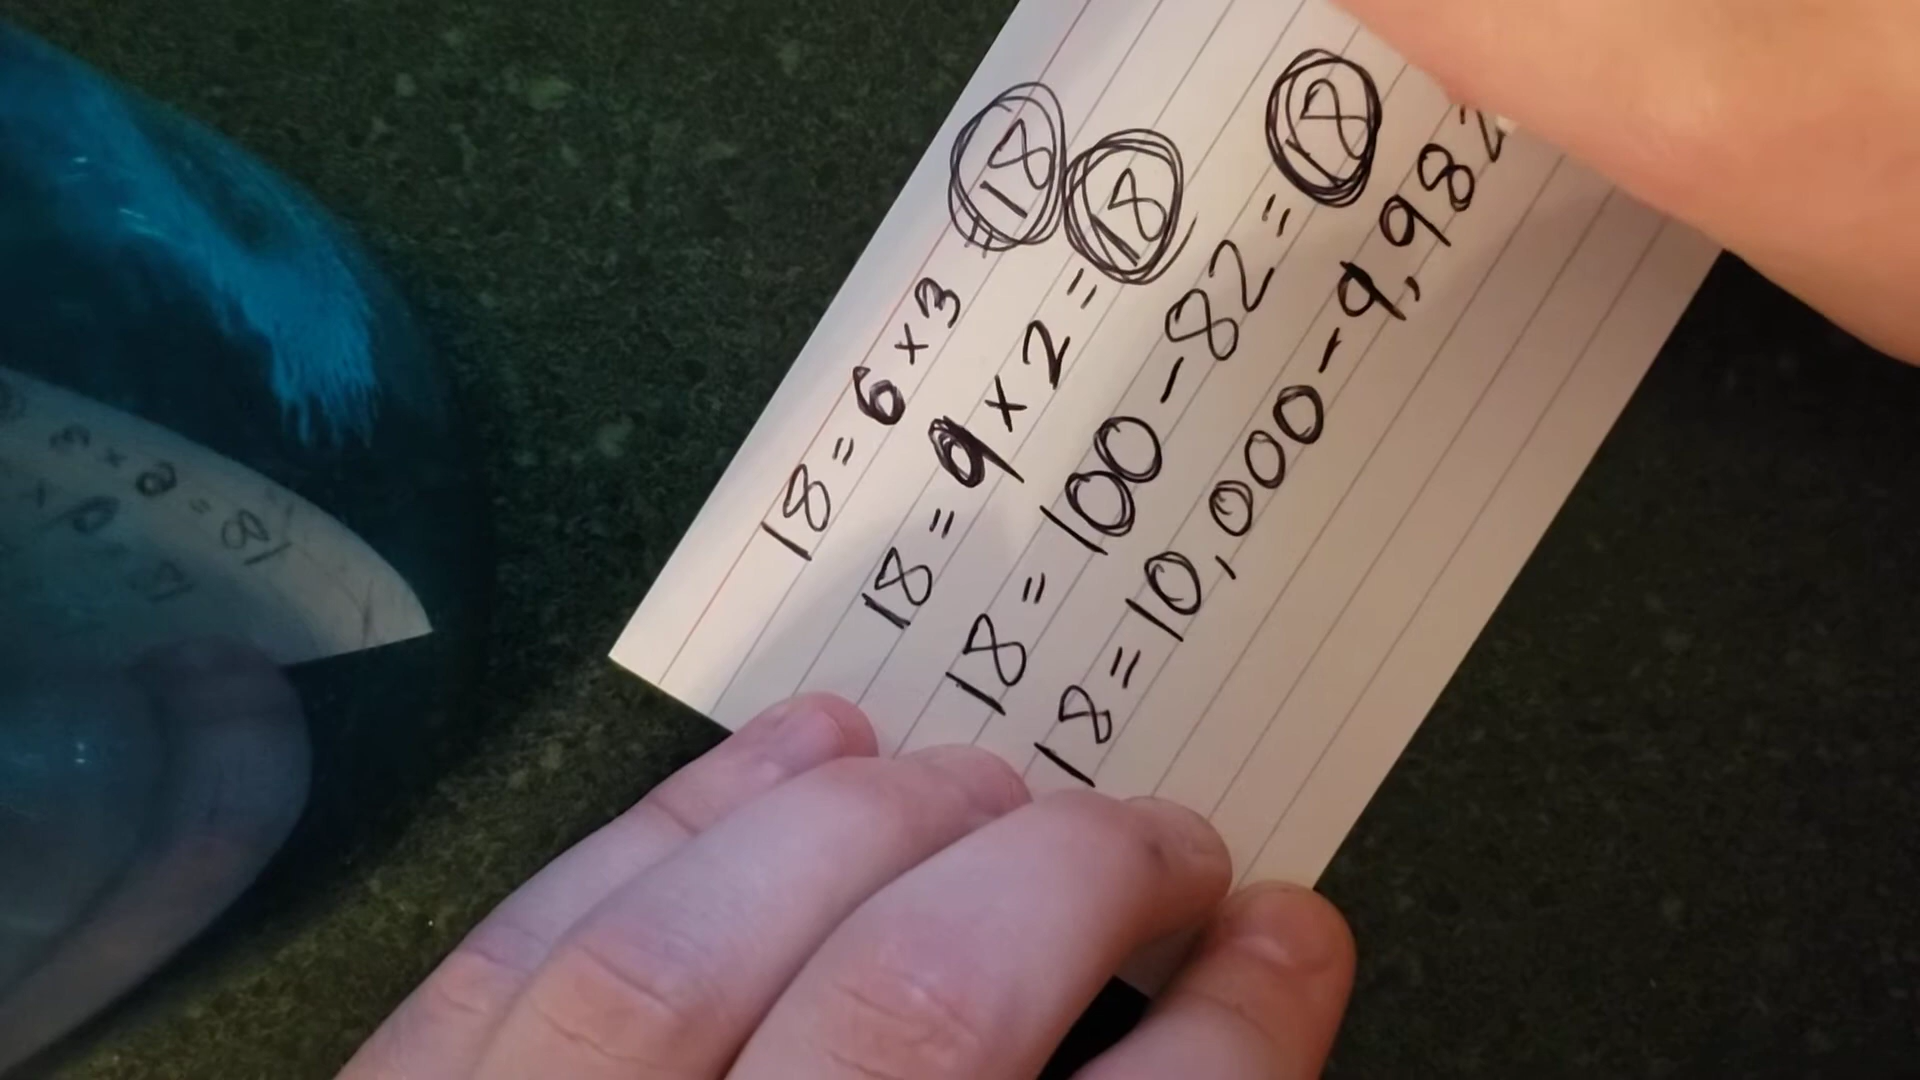 18 = 6 × 3 = 18
18 = 9 × 2 = 18
18 = 100 - 82 = 18
18 = 10,000 - 9,982